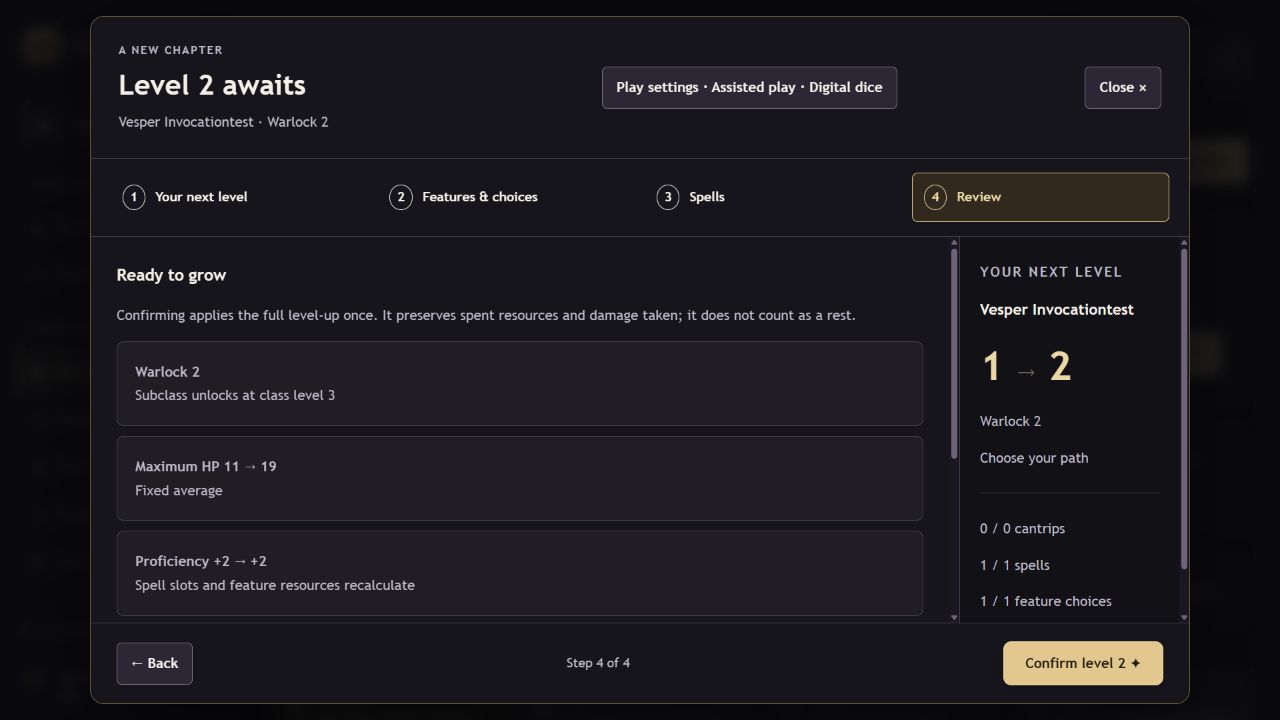 A NEW CHAPTER
Level 2 awaits
Vesper Invocationtest · Warlock 2
Play settings · Assisted play · Digital dice
Close ×
1 Your next level
2 Features & choices
3 Spells
4 Review
Ready to grow
Confirming applies the full level-up once. It preserves spent resources and damage taken; it does not count as a rest.
Warlock 2
Subclass unlocks at class level 3
Maximum HP 11 → 19
Fixed average
Proficiency +2 → +2
Spell slots and feature resources recalculate
YOUR NEXT LEVEL
Vesper Invocationtest
1 → 2
Warlock 2
Choose your path
0 / 0 cantrips
1 / 1 spells
1 / 1 feature choices
← Back
Step 4 of 4
Confirm level 2 ✦